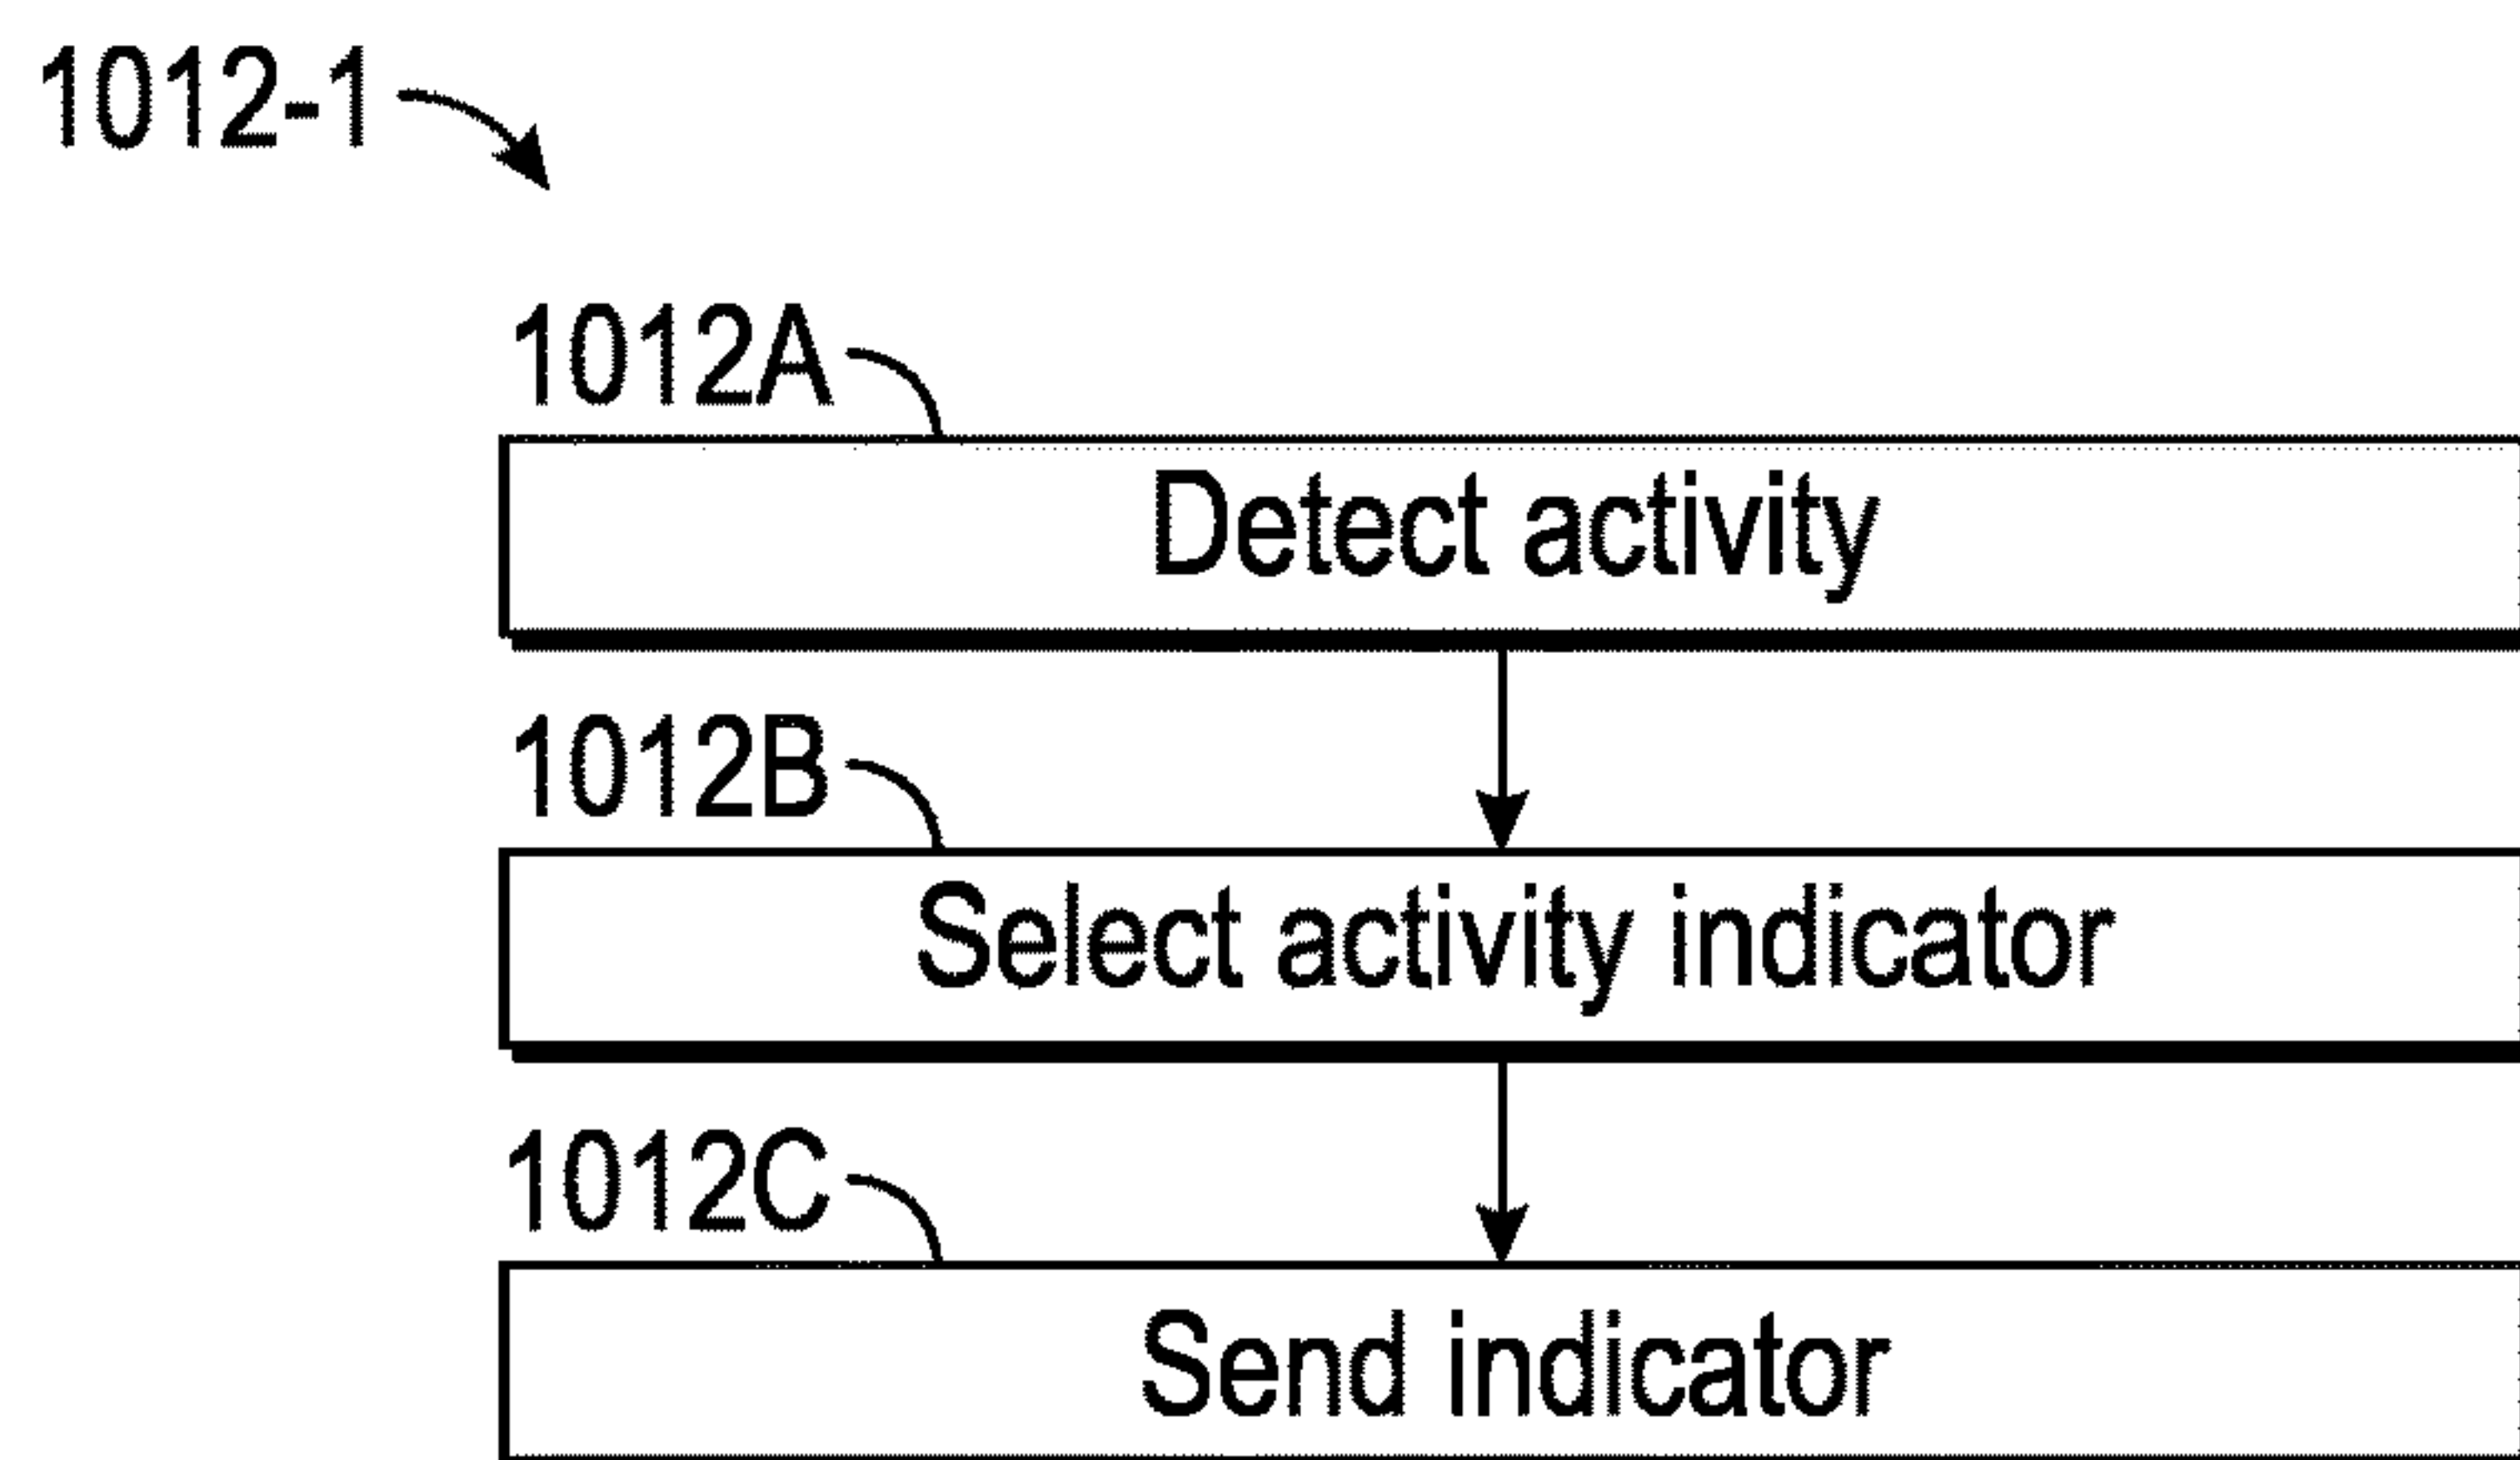 1012-1
1012A
Detect activity
1012B
Select activity indicator
1012C
Send indicator